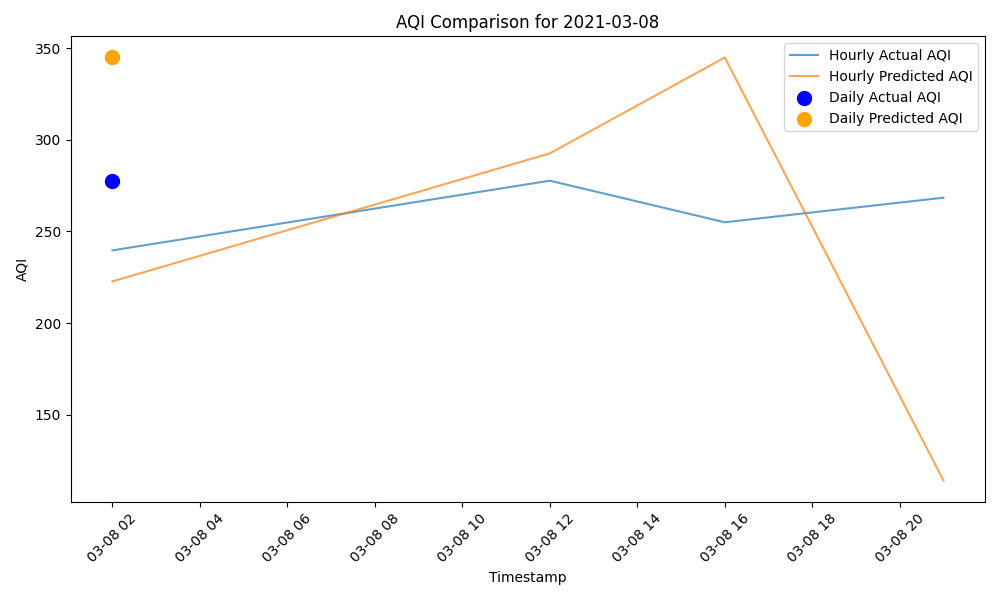 AQI Comparison for 2021-03-08
AQI
350
300
250
200
150
Hourly Actual AQI
Hourly Predicted AQI
Daily Actual AQI
Daily Predicted AQI
03-08 02
03-08 04
03-08 06
03-08 08
03-08 10
03-08 12
03-08 14
03-08 16
03-08 18
03-08 20
Timestamp